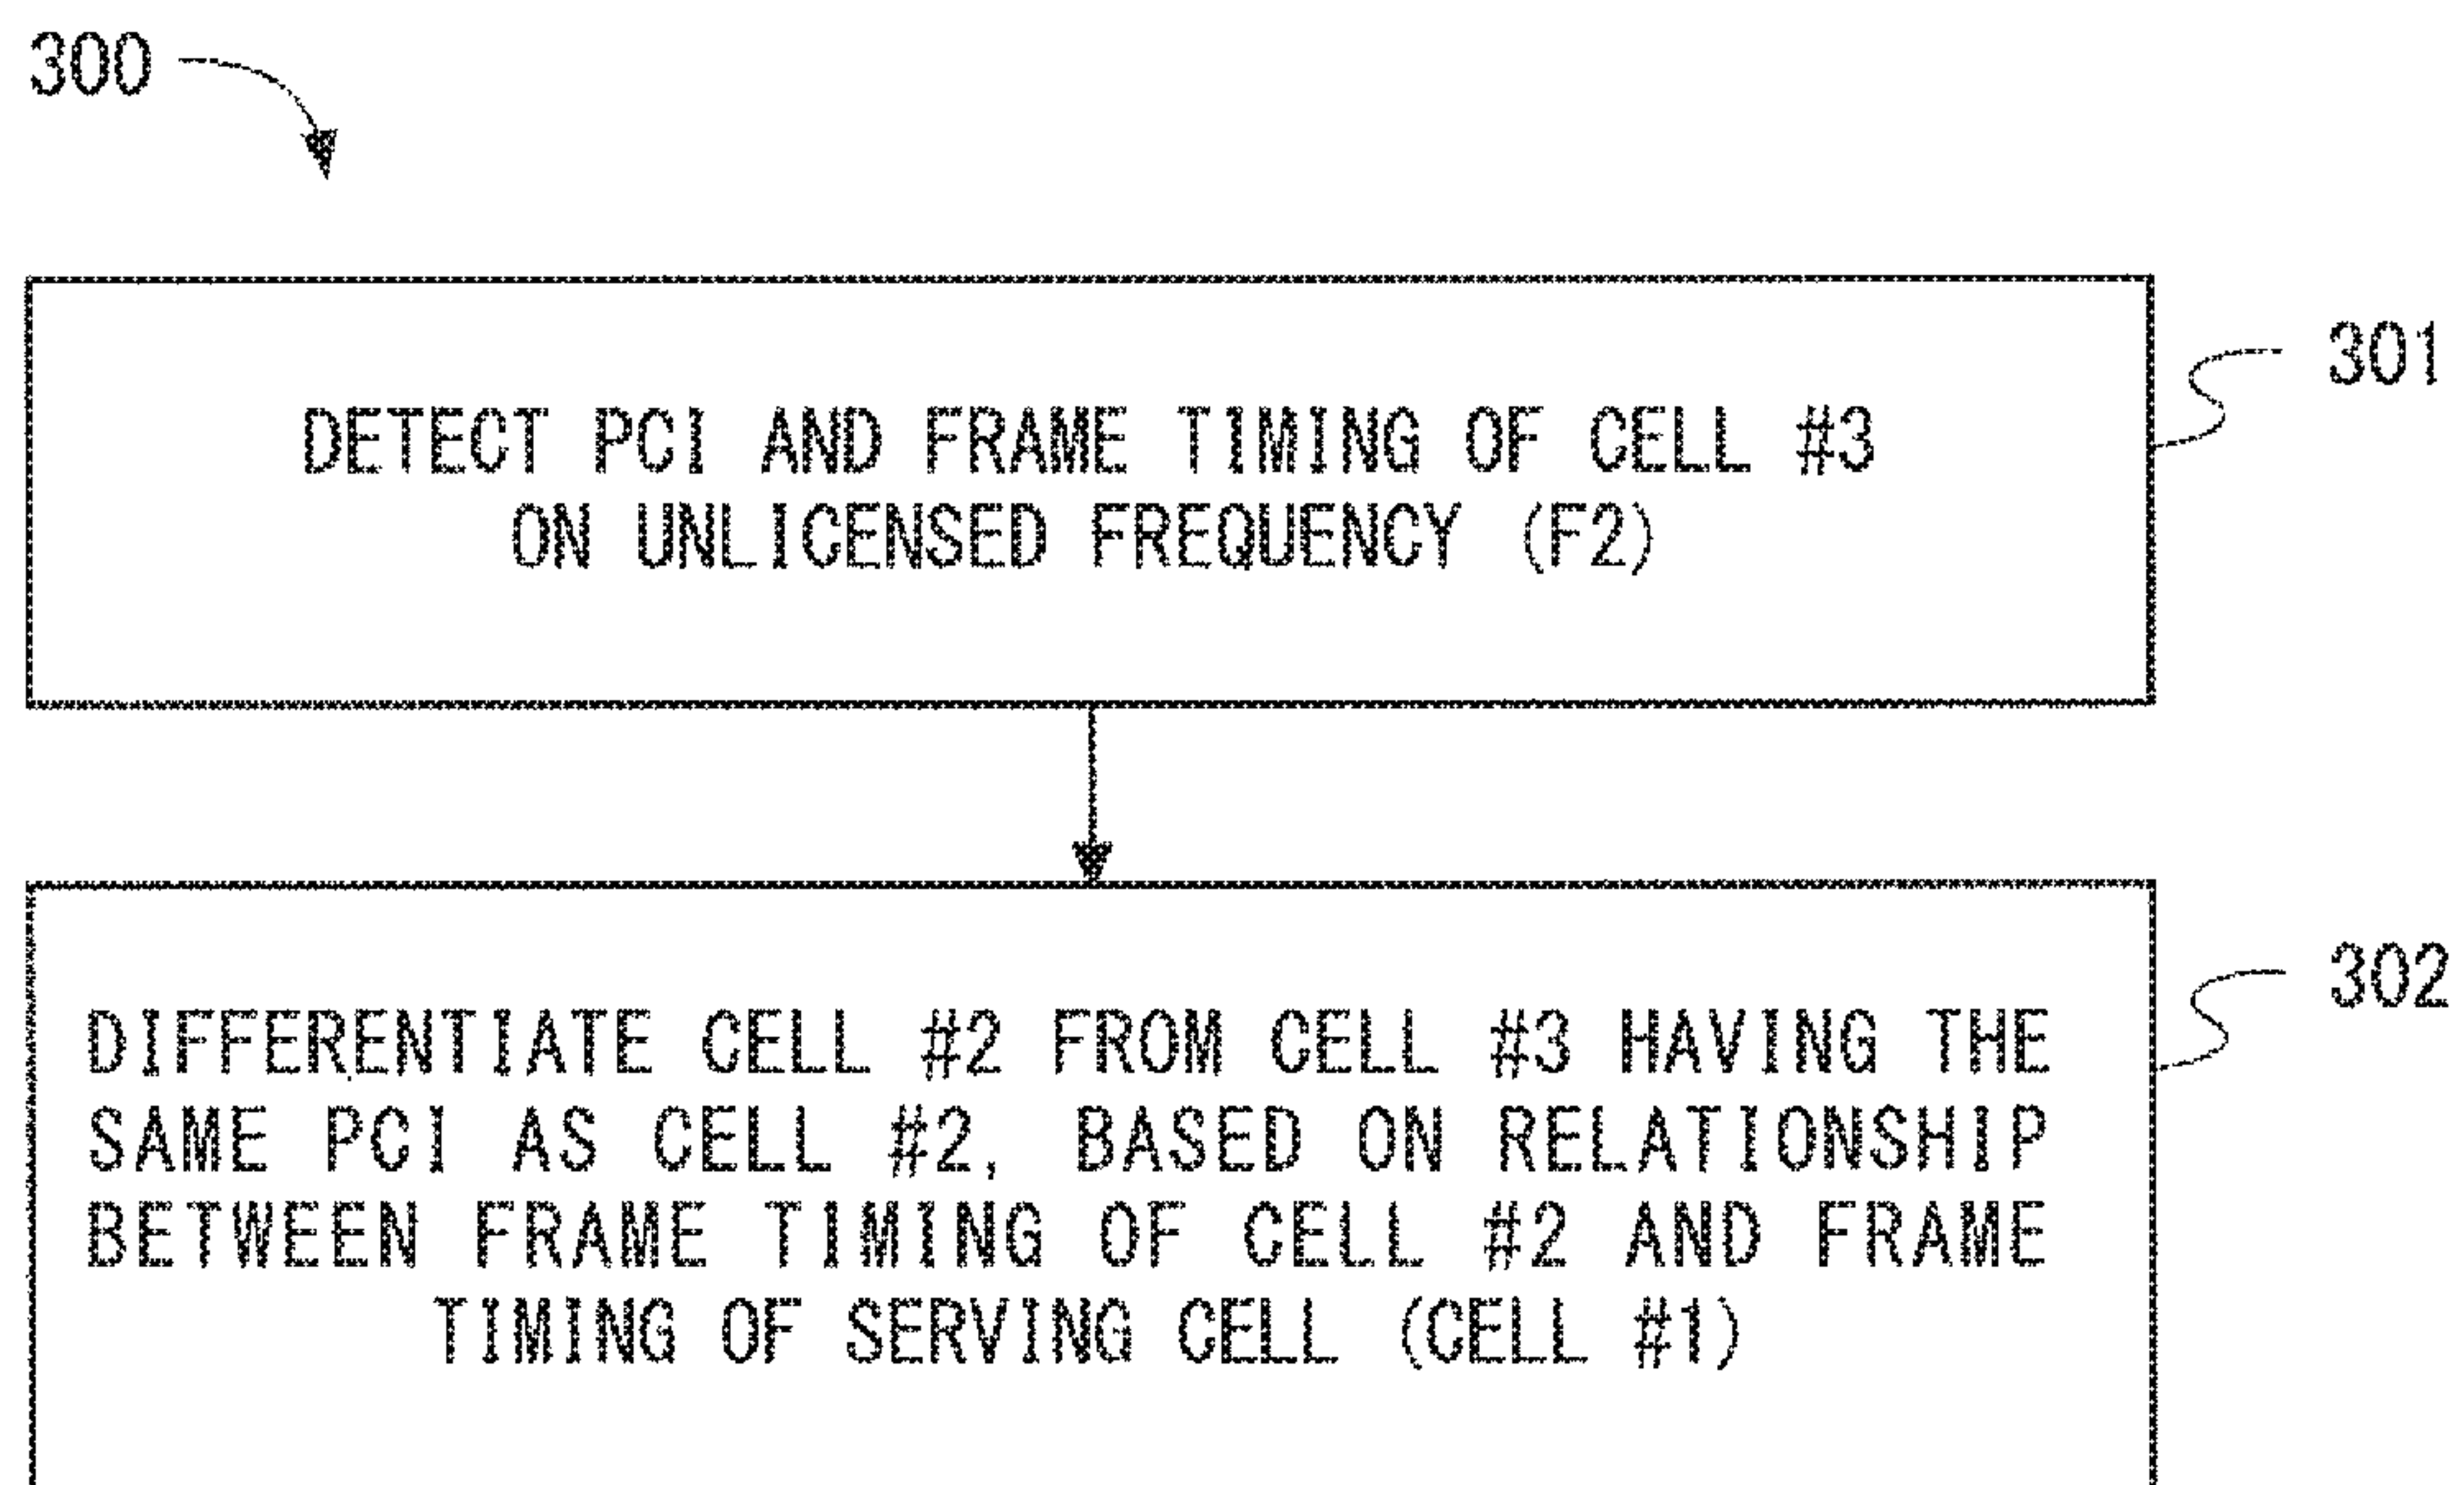 300
301
DETECT PCI AND FRAME TIMING OF CELL #3
ON UNLICENSED FREQUENCY (F2)
302
DIFFERENTIATE CELL #2 FROM CELL #3 HAVING THE
SAME PCI AS CELL #2, BASED ON RELATIONSHIP
BETWEEN FRAME TIMING OF CELL #2 AND FRAME
TIMING OF SERVING CELL (CELL #1)